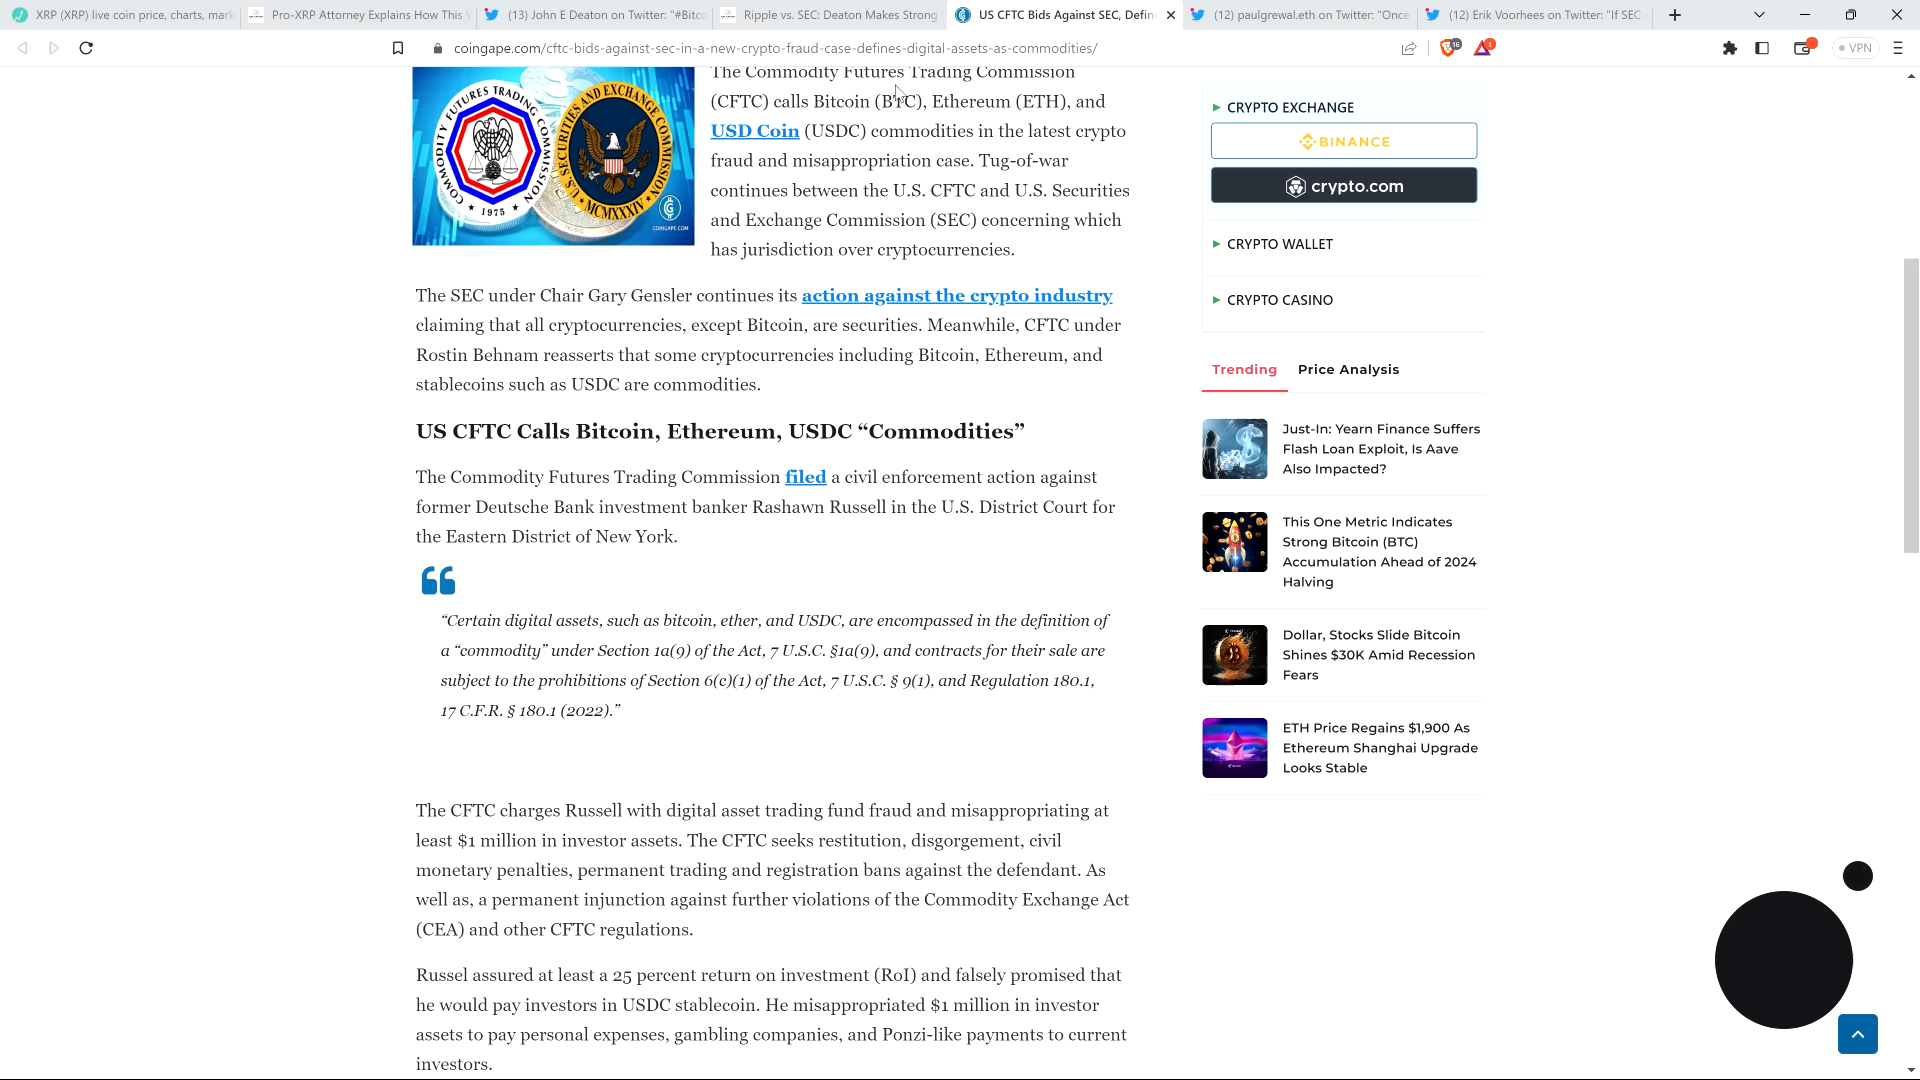 XRP (XRP) live coin price, charts, mark
Pro-XRP Attorney Explains How This
(13) John E Deaton on Twitter: "#Bitco
Ripple vs. SEC: Deaton Makes Strong
US CFTC Bids Against SEC, Defin
(12) paulgrewal.eth on Twitter: "Once
(12) Erik Voorhees on Twitter: "If SEC
coingape.com/cftc-bids-against-sec-in-a-new-crypto-fraud-case-defines-digital-assets-as-commodities/
16
1
VPN
COMMODITY FUTURES TRADING COMMISSION
1975
SECURITIES AND EXCHANGE COMMISSION
MCMXXXIV
COINGAPE.COM
The Commodity Futures Trading Commission
(CFTC) calls Bitcoin (BTC), Ethereum (ETH), and
USD Coin (USDC) commodities in the latest crypto
fraud and misappropriation case. Tug-of-war
continues between the U.S. CFTC and U.S. Securities
and Exchange Commission (SEC) concerning which
has jurisdiction over cryptocurrencies.
The SEC under Chair Gary Gensler continues its action against the crypto industry
claiming that all cryptocurrencies, except Bitcoin, are securities. Meanwhile, CFTC under
Rostin Behnam reasserts that some cryptocurrencies including Bitcoin, Ethereum, and
stablecoins such as USDC are commodities.
US CFTC Calls Bitcoin, Ethereum, USDC “Commodities”
The Commodity Futures Trading Commission filed a civil enforcement action against
former Deutsche Bank investment banker Rashawn Russell in the U.S. District Court for
the Eastern District of New York.
“Certain digital assets, such as bitcoin, ether, and USDC, are encompassed in the definition of
a “commodity” under Section 1a(9) of the Act, 7 U.S.C. §1a(9), and contracts for their sale are
subject to the prohibitions of Section 6(c)(1) of the Act, 7 U.S.C. § 9(1), and Regulation 180.1,
17 C.F.R. § 180.1 (2022).”
The CFTC charges Russell with digital asset trading fund fraud and misappropriating at
least $1 million in investor assets. The CFTC seeks restitution, disgorgement, civil
monetary penalties, permanent trading and registration bans against the defendant. As
well as, a permanent injunction against further violations of the Commodity Exchange Act
(CEA) and other CFTC regulations.
Russel assured at least a 25 percent return on investment (RoI) and falsely promised that
he would pay investors in USDC stablecoin. He misappropriated $1 million in investor
assets to pay personal expenses, gambling companies, and Ponzi-like payments to current
investors.
CRYPTO EXCHANGE
BINANCE
crypto.com
CRYPTO WALLET
CRYPTO CASINO
Trending
Price Analysis
Just-In: Yearn Finance Suffers
Flash Loan Exploit, Is Aave
Also Impacted?
This One Metric Indicates
Strong Bitcoin (BTC)
Accumulation Ahead of 2024
Halving
Dollar, Stocks Slide Bitcoin
Shines $30K Amid Recession
Fears
ETH Price Regains $1,900 As
Ethereum Shanghai Upgrade
Looks Stable